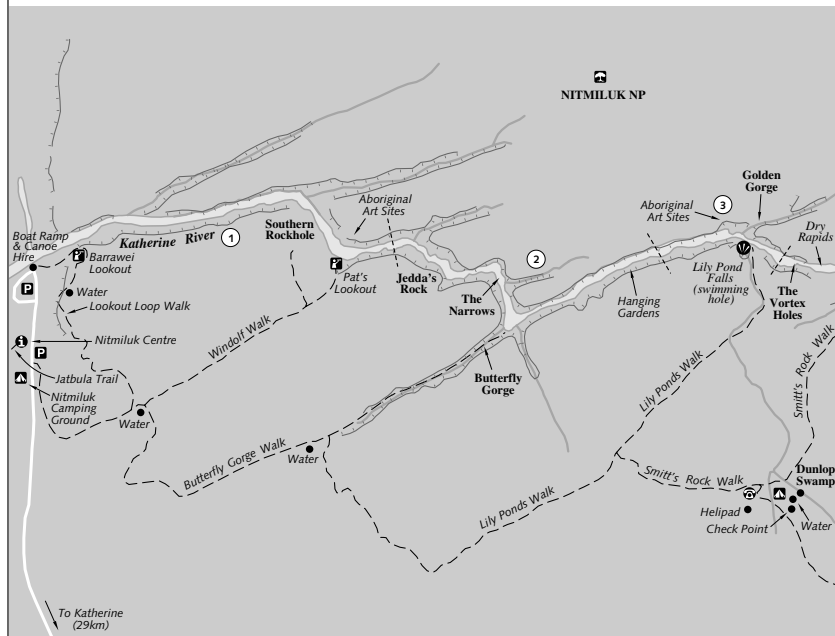 NITMILUK NP
Golden
Gorge
3
Aboriginal
Art Sites
Aboriginal
Art Sites
Dry
Rapids
Boat Ramp
& Canoe
Hire
Katherine River
1
Southern
Rockhole
2
Barrawei
Lookout
P
Water
Lookout Loop Walk
Pat's
Lookout
Jedda's
Rock
The
Narrows
Hanging
Gardens
Lily Pond
Falls
(swimming
hole)
The
Vortex
Holes
Windolf Walk
i
Nitmiluk Centre
P
Jatbula Trail
Nitmiluk
Camping
Ground
Butterfly
Gorge
Lily Ponds Walk
Smitt's Rock Walk
Water
Butterfly Gorge Walk
Water
Lily Ponds Walk
Smitt's Rock Walk
Dunlop
Swamp
Helipad
Check Point
Water
To Katherine
(29km)